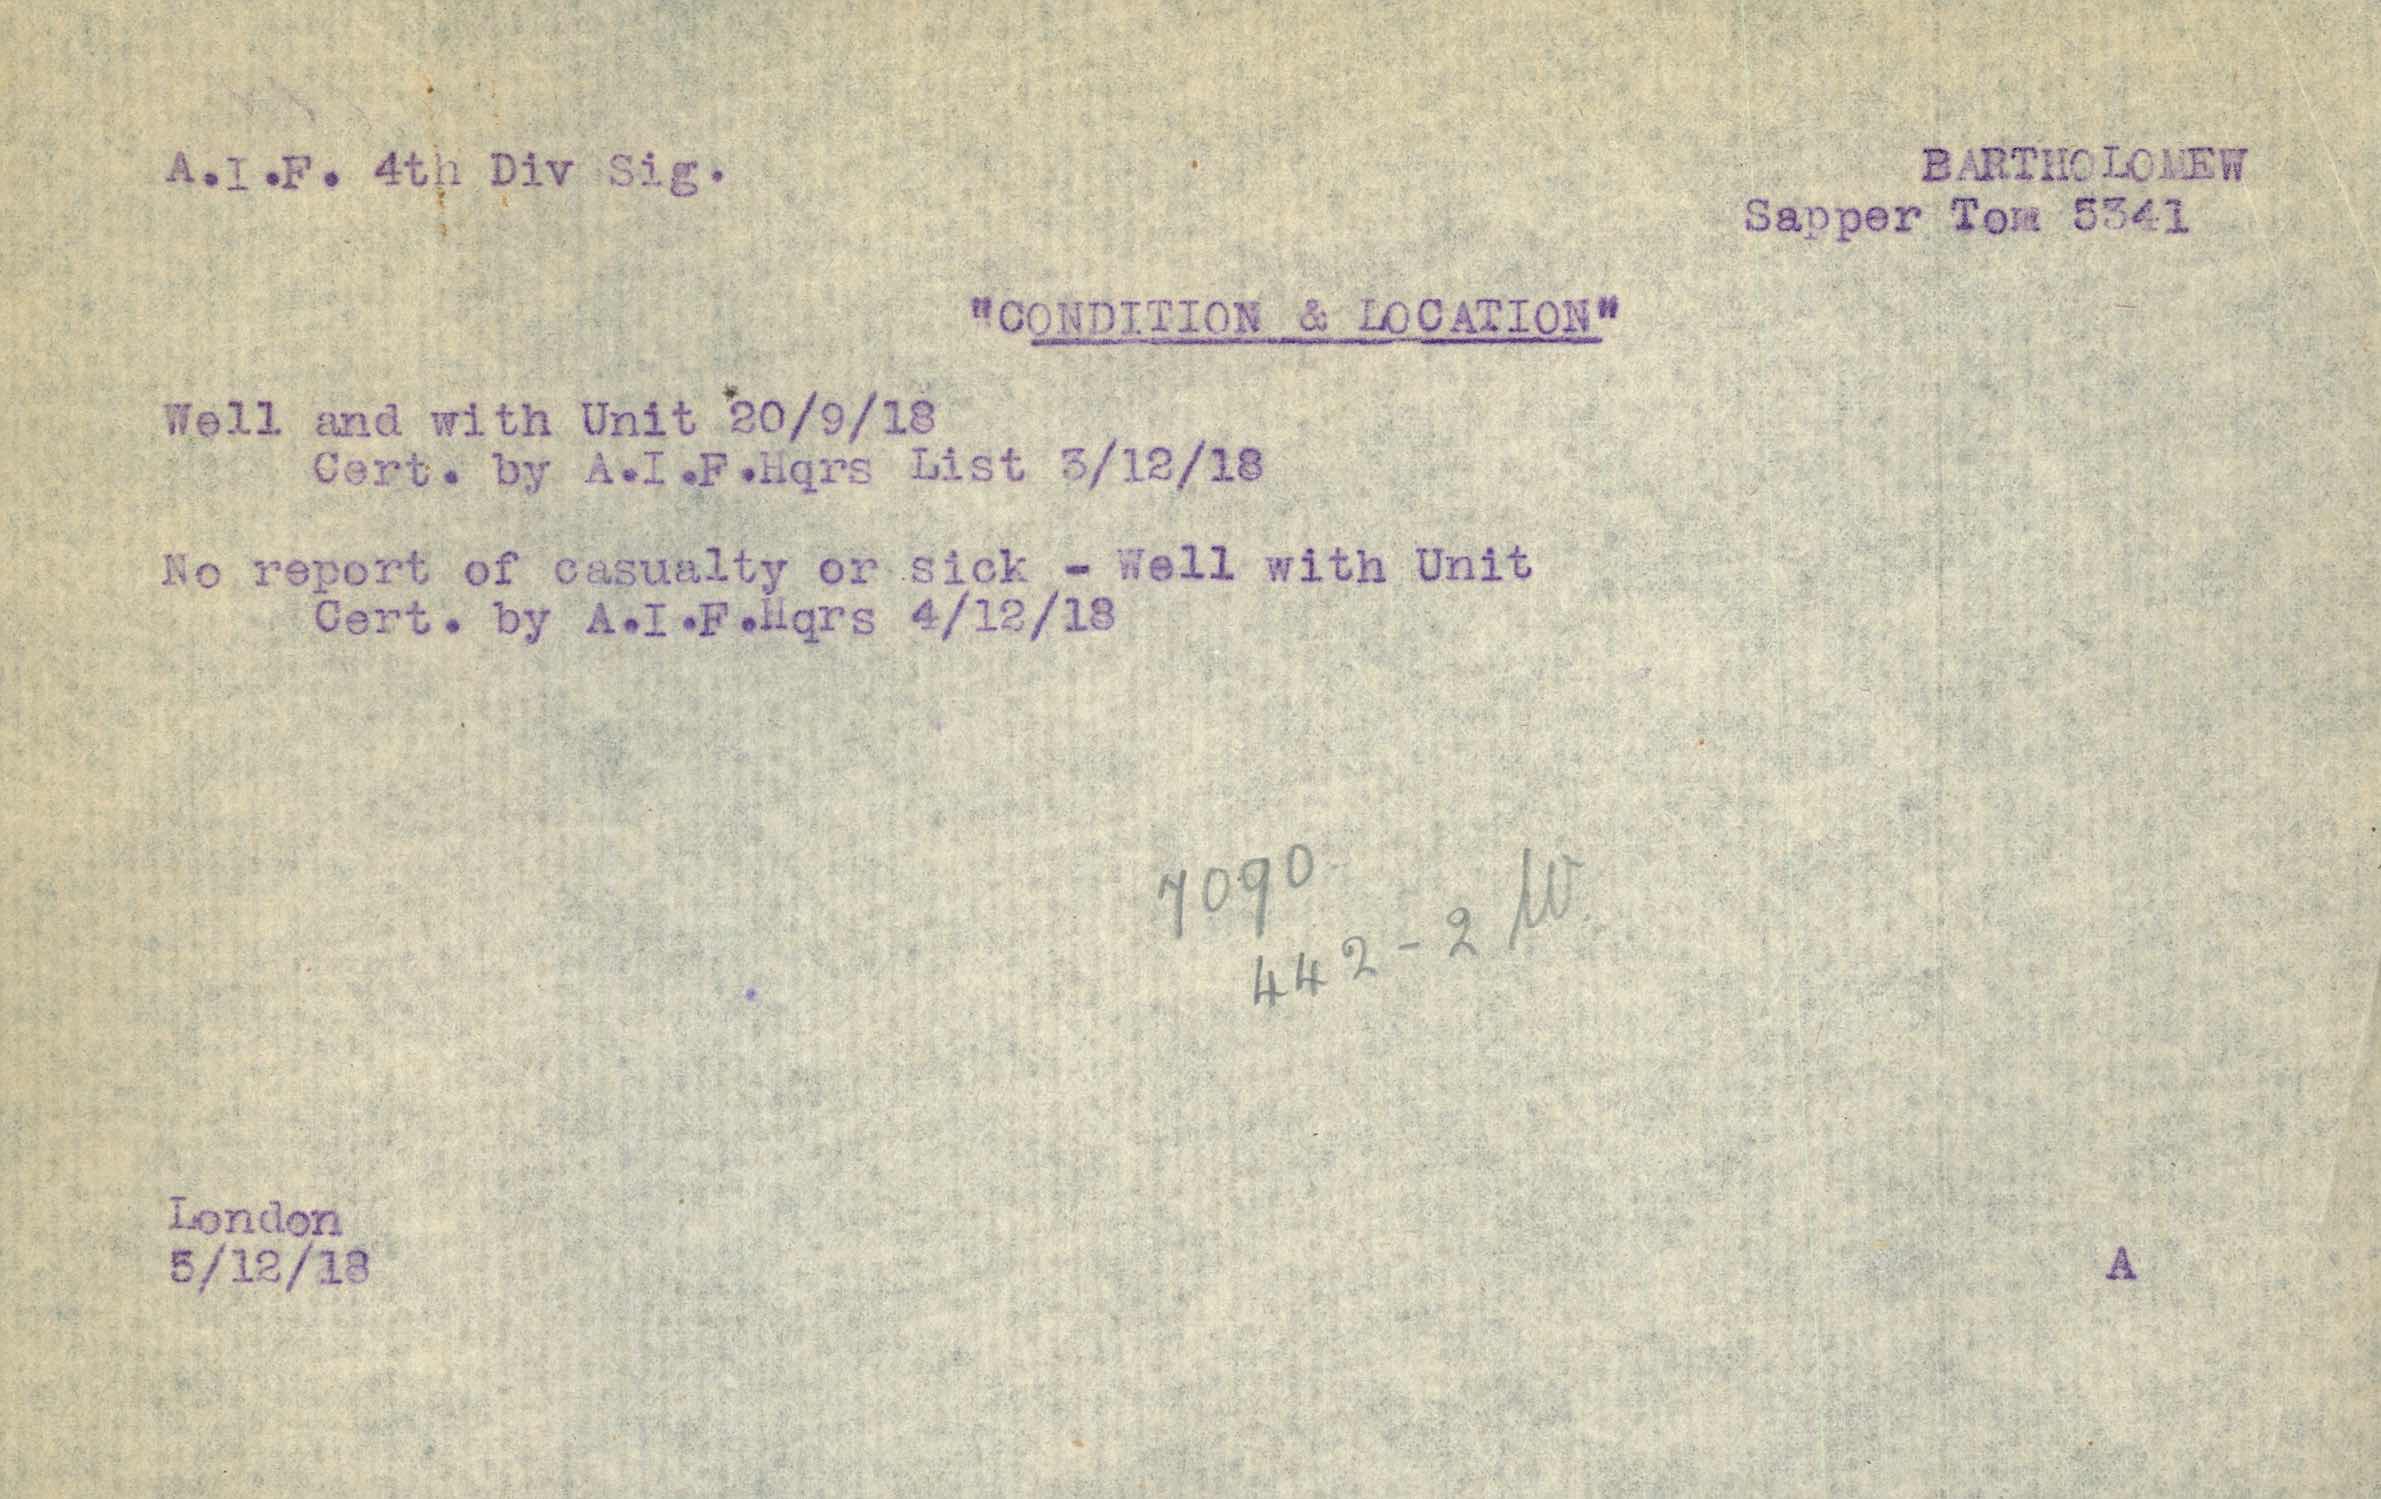 A.I.F. 4th Div Sig.
BARTHOLOMEW
Sapper Tom 5341
"CONDITION & LOCATION"
Well and with Unit 20/9/18
Cert. by A.I.F.Hqrs List 3/12/18
No report of casualty or sick - Well with Unit
Cert. by A.I.F.Hqrs 4/12/18
7090
442-2 W
London
5/12/18
A